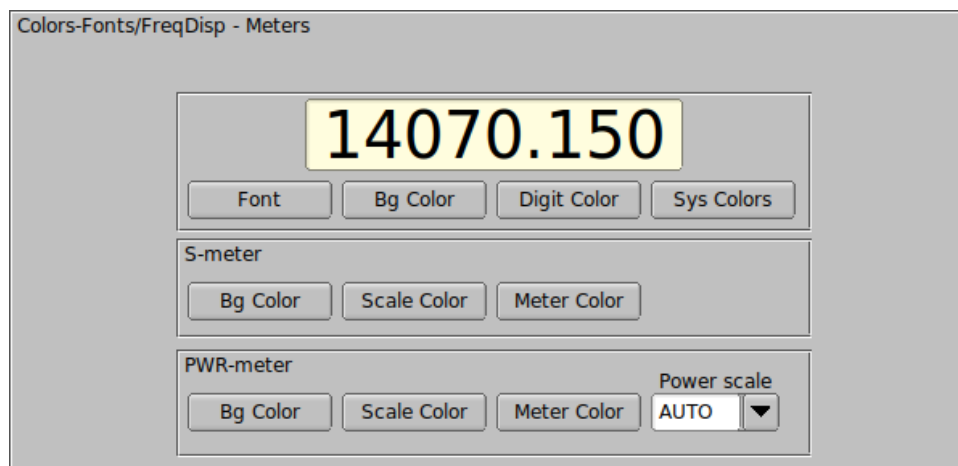 Colors-Fonts/FreqDisp - Meters
14070.150
Font Bg Color Digit Color Sys Colors
S-meter
Bg Color Scale Color Meter Color
PWR-meter
Power scale
Bg Color Scale Color Meter Color AUTO